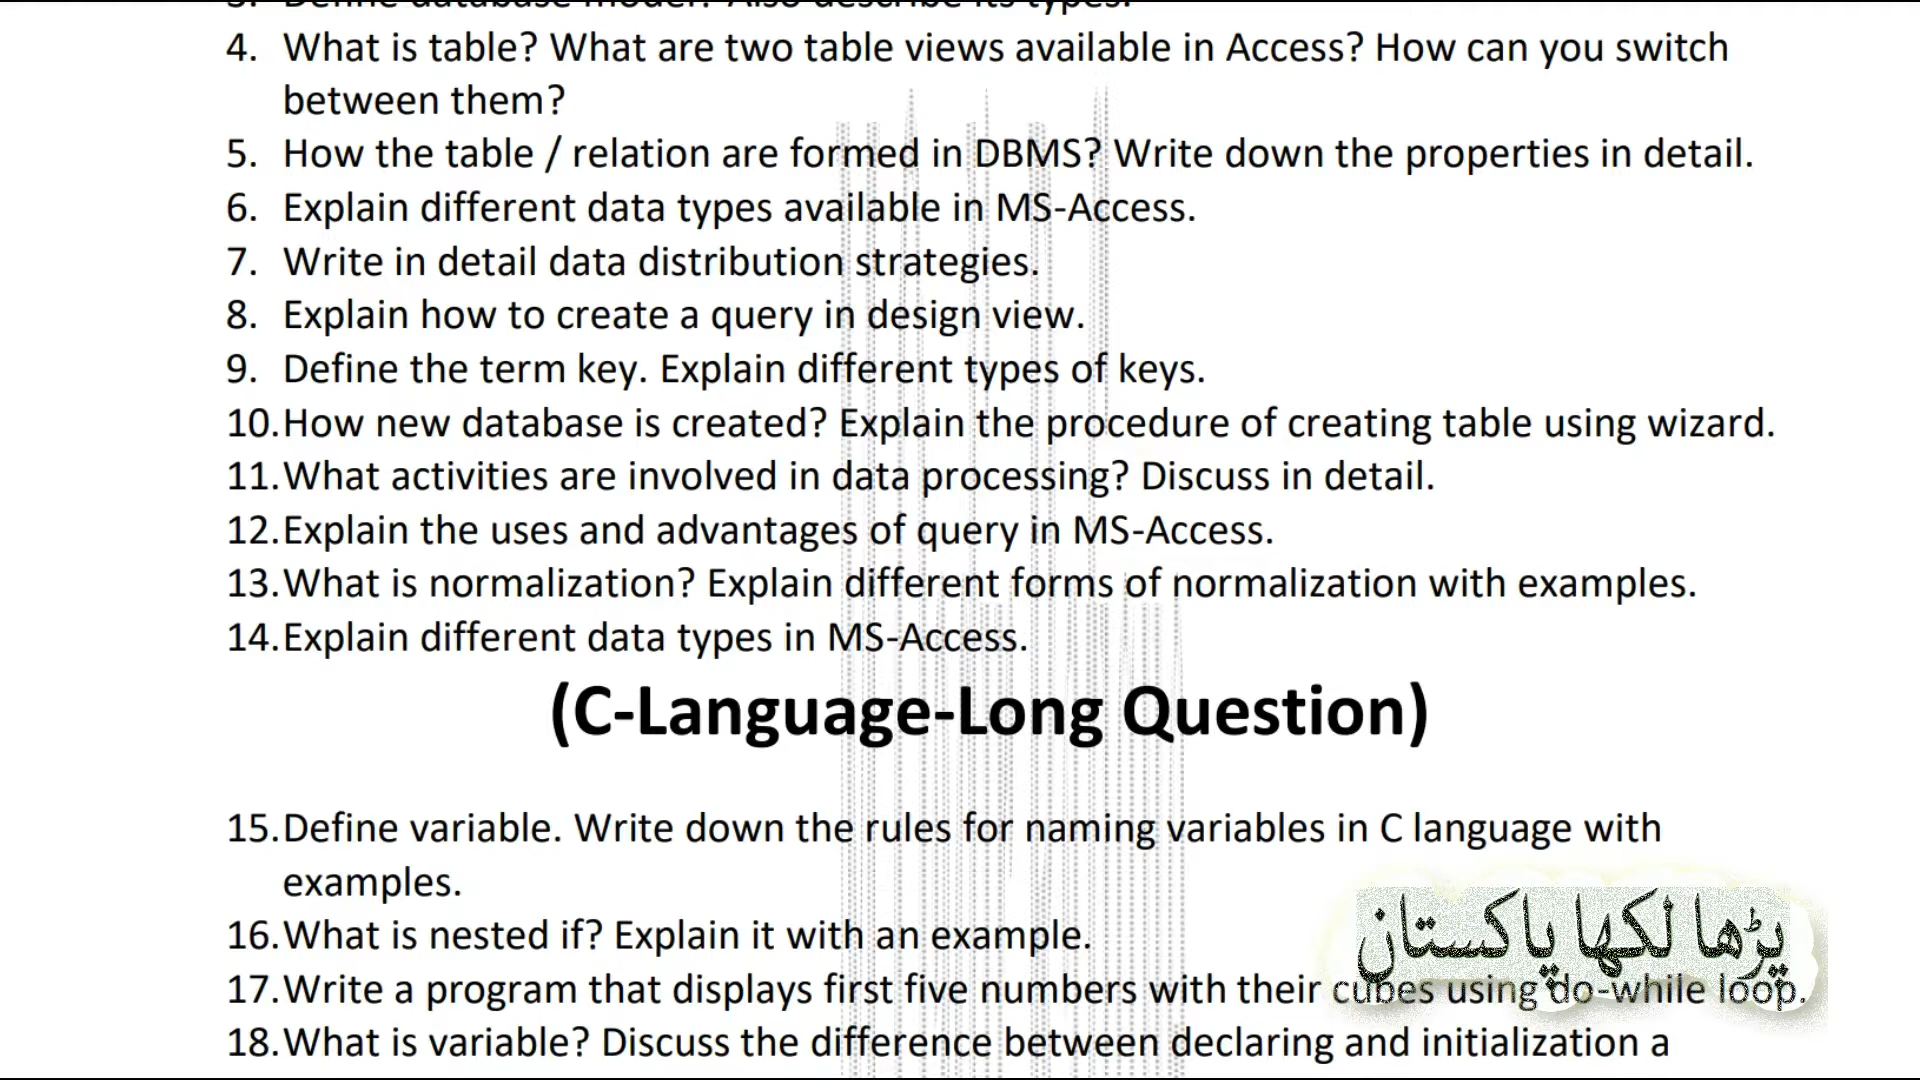 3. Define database model? Also describe its types.
4. What is table? What are two table views available in Access? How can you switch
between them?
5. How the table / relation are formed in DBMS? Write down the properties in detail.
6. Explain different data types available in MS-Access.
7. Write in detail data distribution strategies.
8. Explain how to create a query in design view.
9. Define the term key. Explain different types of keys.
10.How new database is created? Explain the procedure of creating table using wizard.
11.What activities are involved in data processing? Discuss in detail.
12.Explain the uses and advantages of query in MS-Access.
13.What is normalization? Explain different forms of normalization with examples.
14.Explain different data types in MS-Access.
(C-Language-Long Question)
15.Define variable. Write down the rules for naming variables in C language with
examples.
16.What is nested if? Explain it with an example.
پڑھا لکھا پاکستان
17.Write a program that displays first five numbers with their cubes using do-while loop.
18.What is variable? Discuss the difference between declaring and initialization a